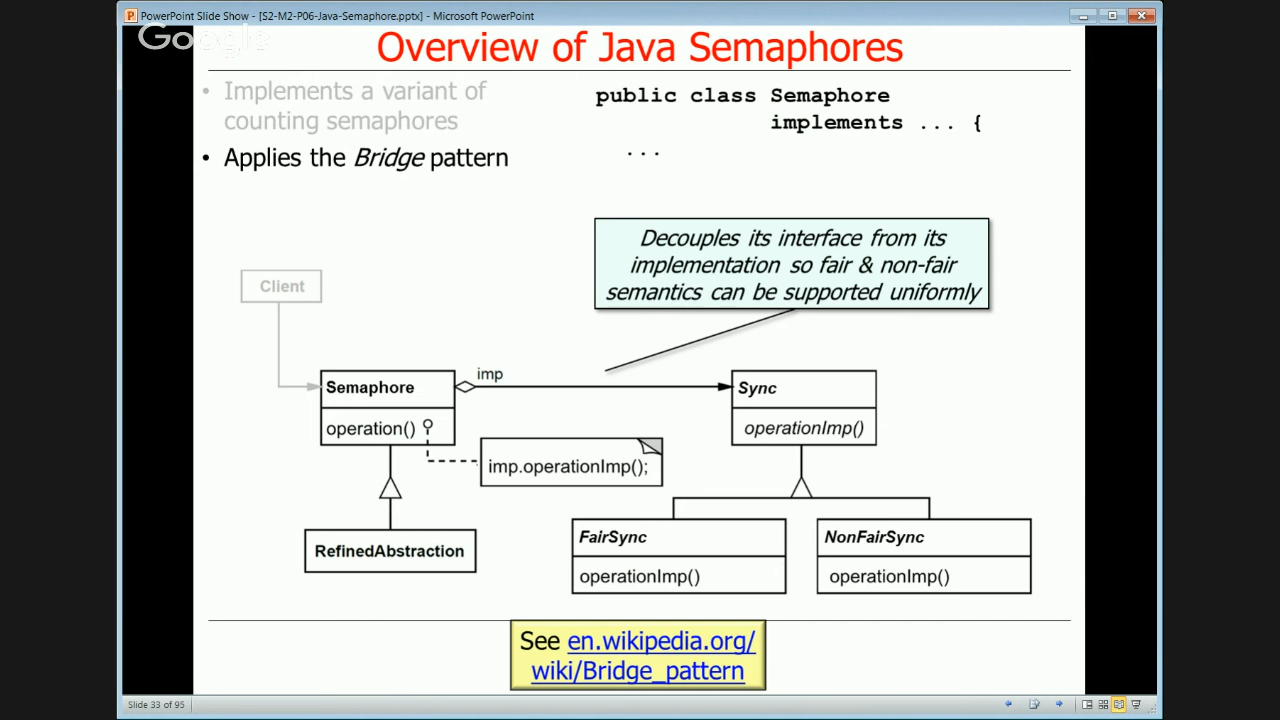 PowerPoint Slide Show - [S2-M2-P06-Java-Semaphore.pptx] - Microsoft PowerPoint
Google
Overview of Java Semaphores
• Implements a variant of
counting semaphores
• Applies the Bridge pattern
public class Semaphore
implements ... {
...
Decouples its interface from its
implementation so fair & non-fair
semantics can be supported uniformly
Client
Semaphore
operation()
imp
Sync
operationImp()
imp.operationImp();
RefinedAbstraction
FairSync
operationImp()
NonFairSync
operationImp()
See en.wikipedia.org/
wiki/Bridge_pattern
Slide 33 of 95